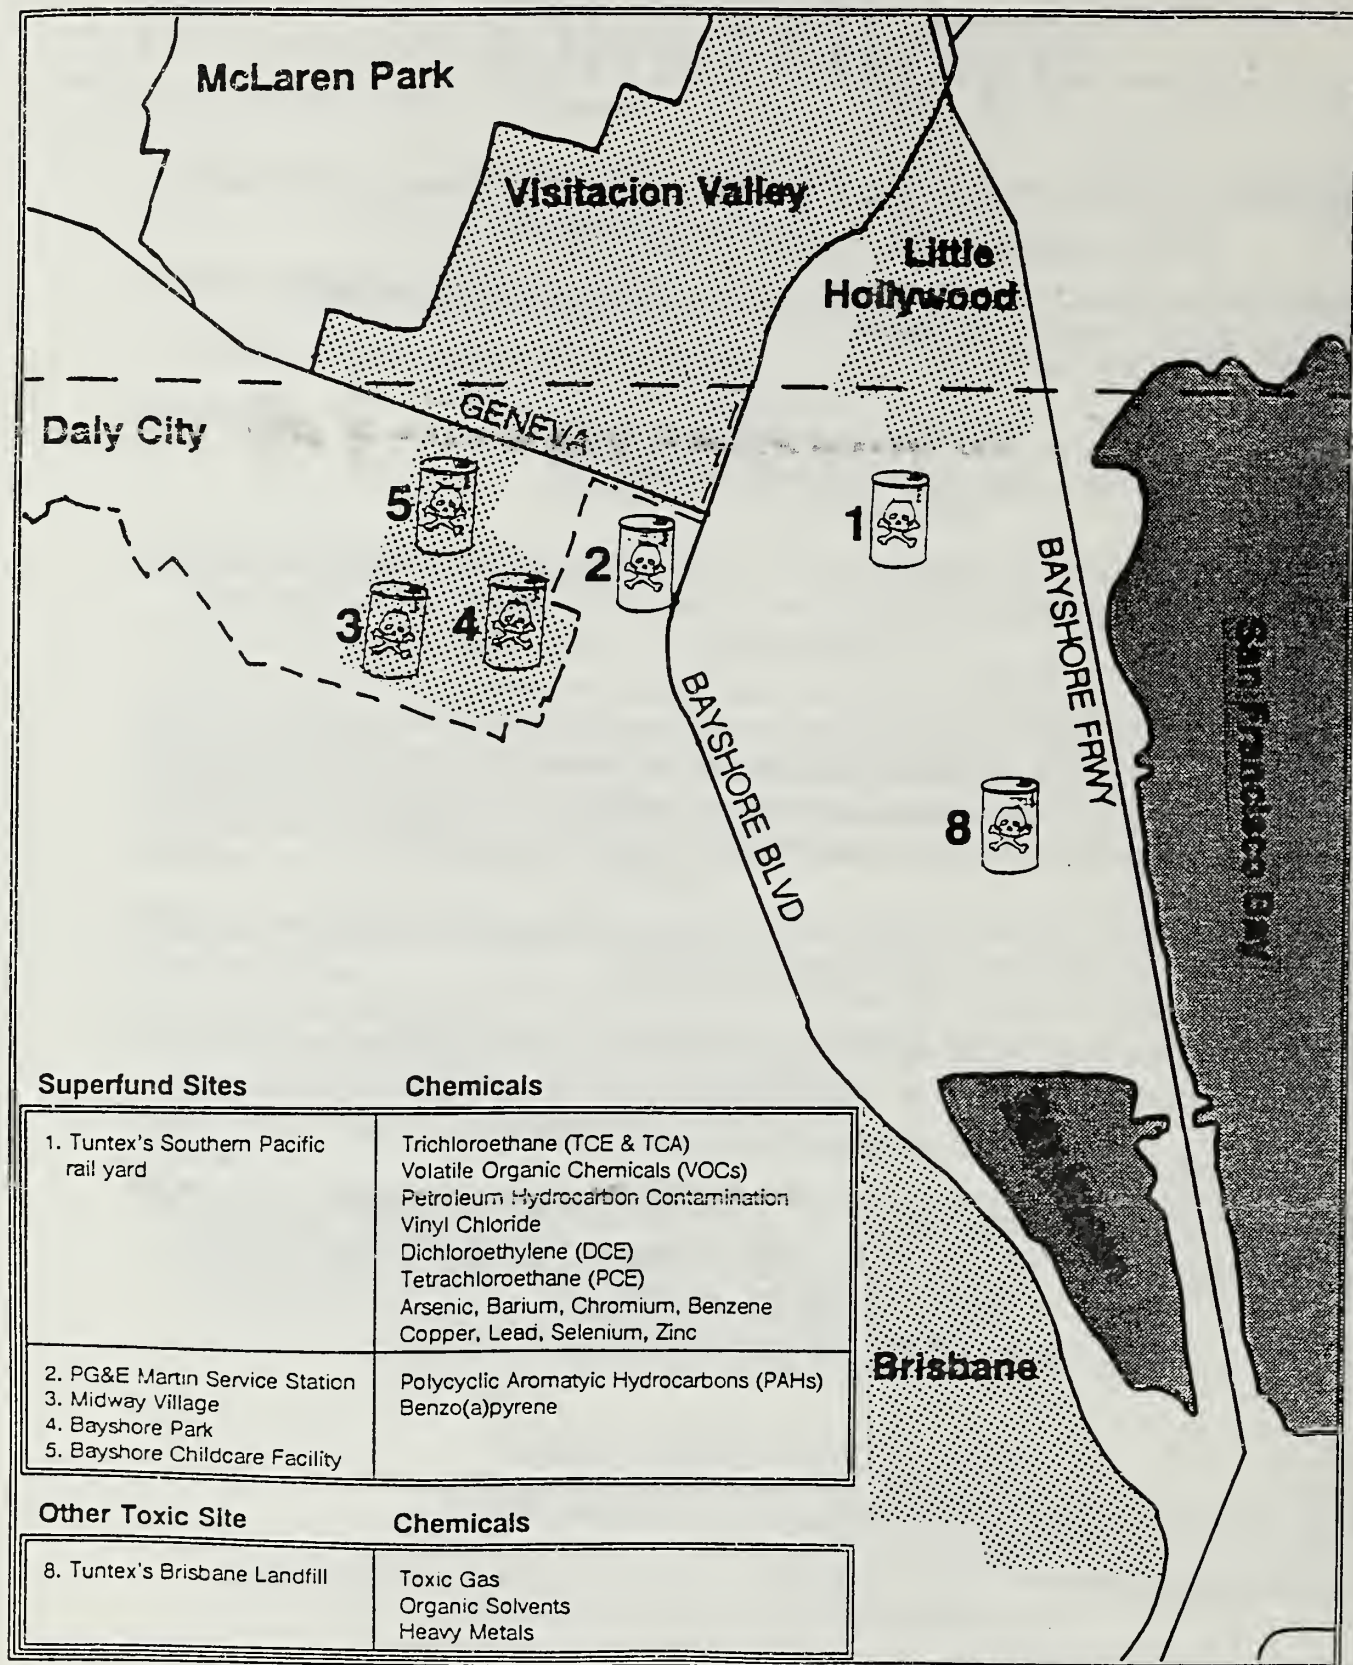 McLaren Park
Visitacion Valley
Little
Hollywood
Daly City
GENEVA
5
1
2
3
4
BAYSHORE FRWY
San Francisco Bay
BAYSHORE BLVD
8
Superfund Sites
Chemicals
1. Tuntex's Southern Pacific
rail yard
Trichloroethane (TCE & TCA)
Volatile Organic Chemicals (VOCs)
Petroleum Hydrocarbon Contamination
Vinyl Chloride
Dichloroethylene (DCE)
Tetrachloroethane (PCE)
Arsenic, Barium, Chromium, Benzene
Copper, Lead, Selenium, Zinc
2. PG&E Martin Service Station
3. Midway Village
4. Bayshore Park
5. Bayshore Childcare Facility
Polycyclic Aromatyic Hydrocarbons (PAHs)
Benzo(a)pyrene
Brisbane
Other Toxic Site
Chemicals
8. Tuntex's Brisbane Landfill
Toxic Gas
Organic Solvents
Heavy Metals